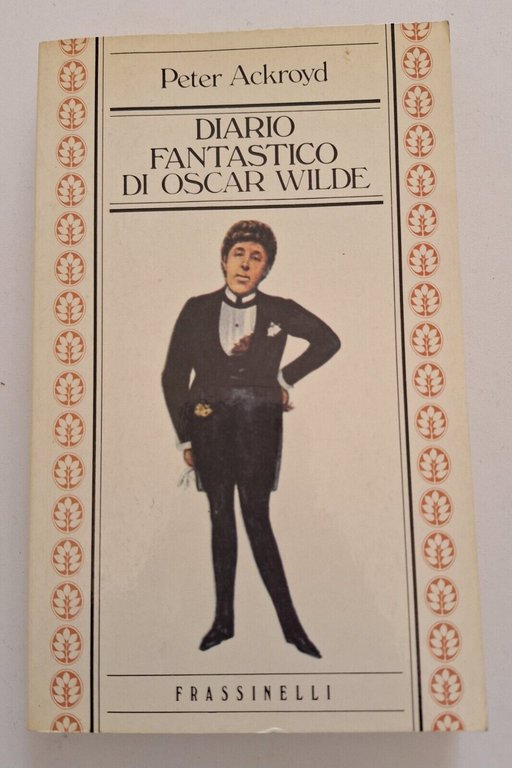 Peter Ackroyd
DIARIO
FANTASTICO
DI OSCAR WILDE
FRASSINELLI